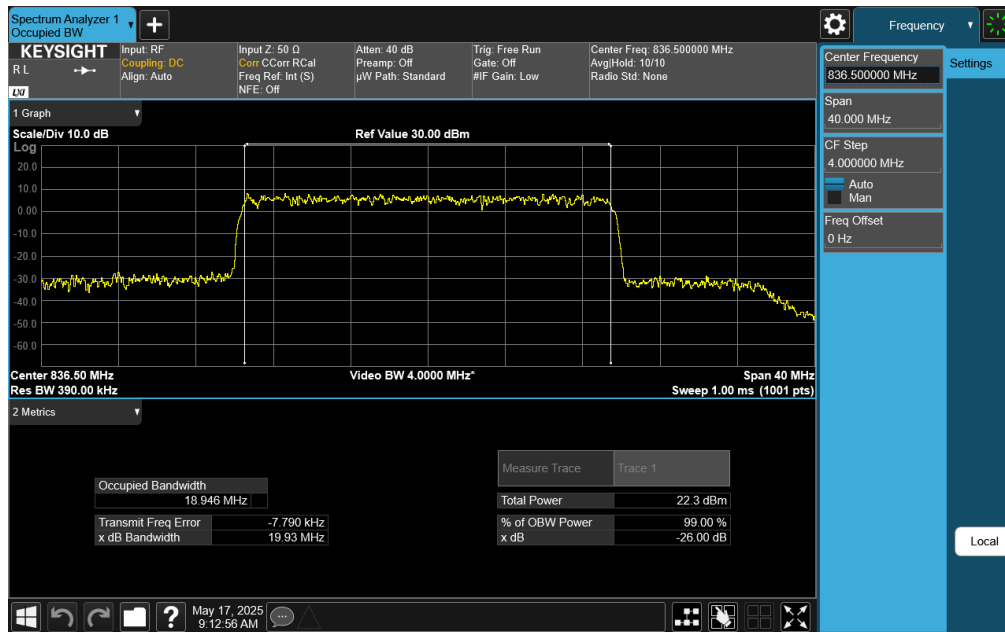 Spectrum Analyzer 1
Occupied BW
Frequency
KEYSIGHT
R L
LXI
Input: RF
Coupling: DC
Align: Auto
Input Z: 50 Ω
Corr CCorr RCal
Freq Ref: Int (S)
NFE: Off
Atten: 40 dB
Preamp: Off
µW Path: Standard
Trig: Free Run
Gate: Off
#IF Gain: Low
Center Freq: 836.500000 MHz
Avg|Hold: 10/10
Radio Std: None
Center Frequency
836.500000 MHz
Settings
Span
40.000 MHz
CF Step
4.000000 MHz
Auto
Man
Freq Offset
0 Hz
1 Graph
Scale/Div 10.0 dB
Ref Value 30.00 dBm
Log
20.0
10.0
0.00
-10.0
-20.0
-30.0
-40.0
-50.0
-60.0
Center 836.50 MHz
Video BW 4.0000 MHz*
Span 40 MHz
Res BW 390.00 kHz
Sweep 1.00 ms (1001 pts)
2 Metrics
Measure Trace Trace 1
Occupied Bandwidth
18.946 MHz
Total Power 22.3 dBm
Transmit Freq Error -7.790 kHz
% of OBW Power 99.00 %
x dB Bandwidth 19.93 MHz
x dB -26.00 dB
Local
May 17, 2025
9:12:56 AM